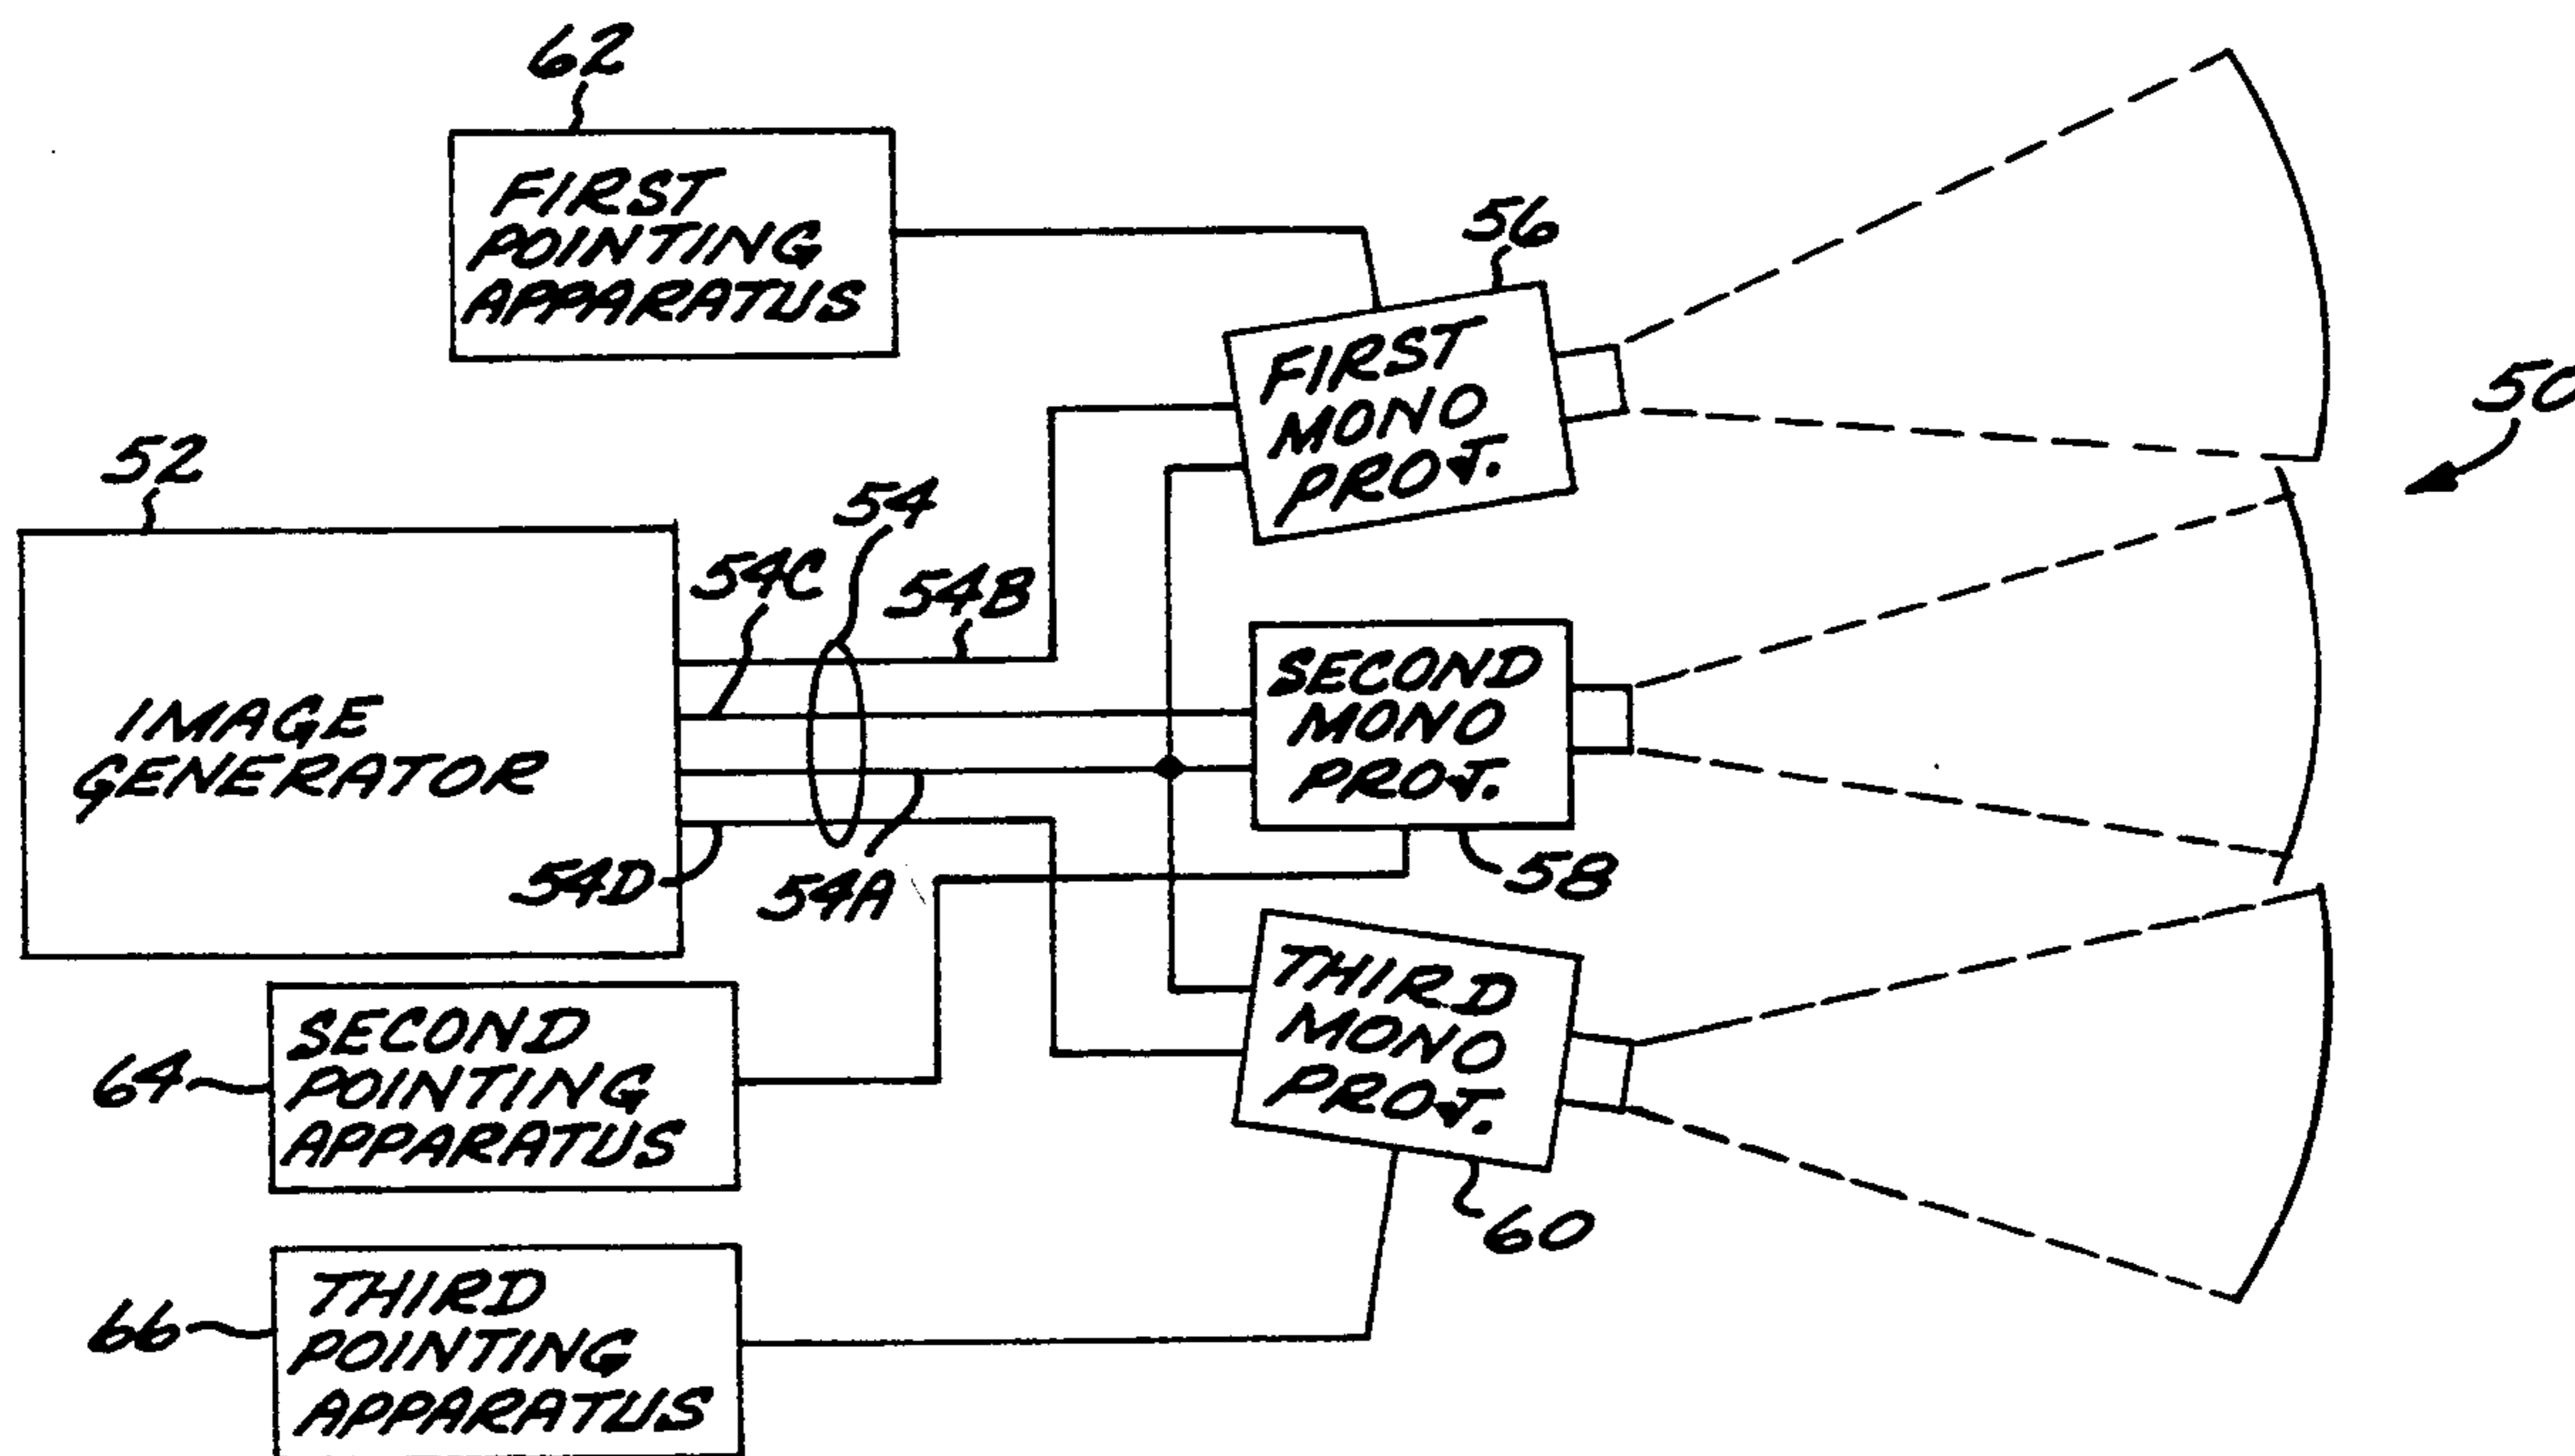 62
FIRST
POINTING
APPARATUS
56
FIRST
MONO
PROJ.
50
52
IMAGE
GENERATOR
54
54C
54B
54D
54A
SECOND
MONO
PROJ.
58
64
SECOND
POINTING
APPARATUS
THIRD
MONO
PROJ.
60
66
THIRD
POINTING
APPARATUS